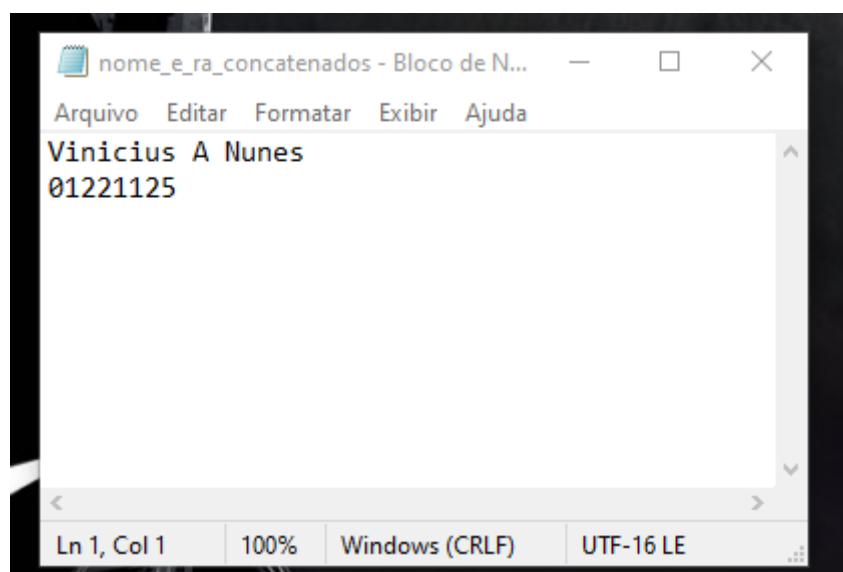 nome_e_ra_concatenados - Bloco de N...
Arquivo Editar Formatar Exibir Ajuda
Vinicius A Nunes
01221125
Ln 1, Col 1 100% Windows (CRLF) UTF-16 LE